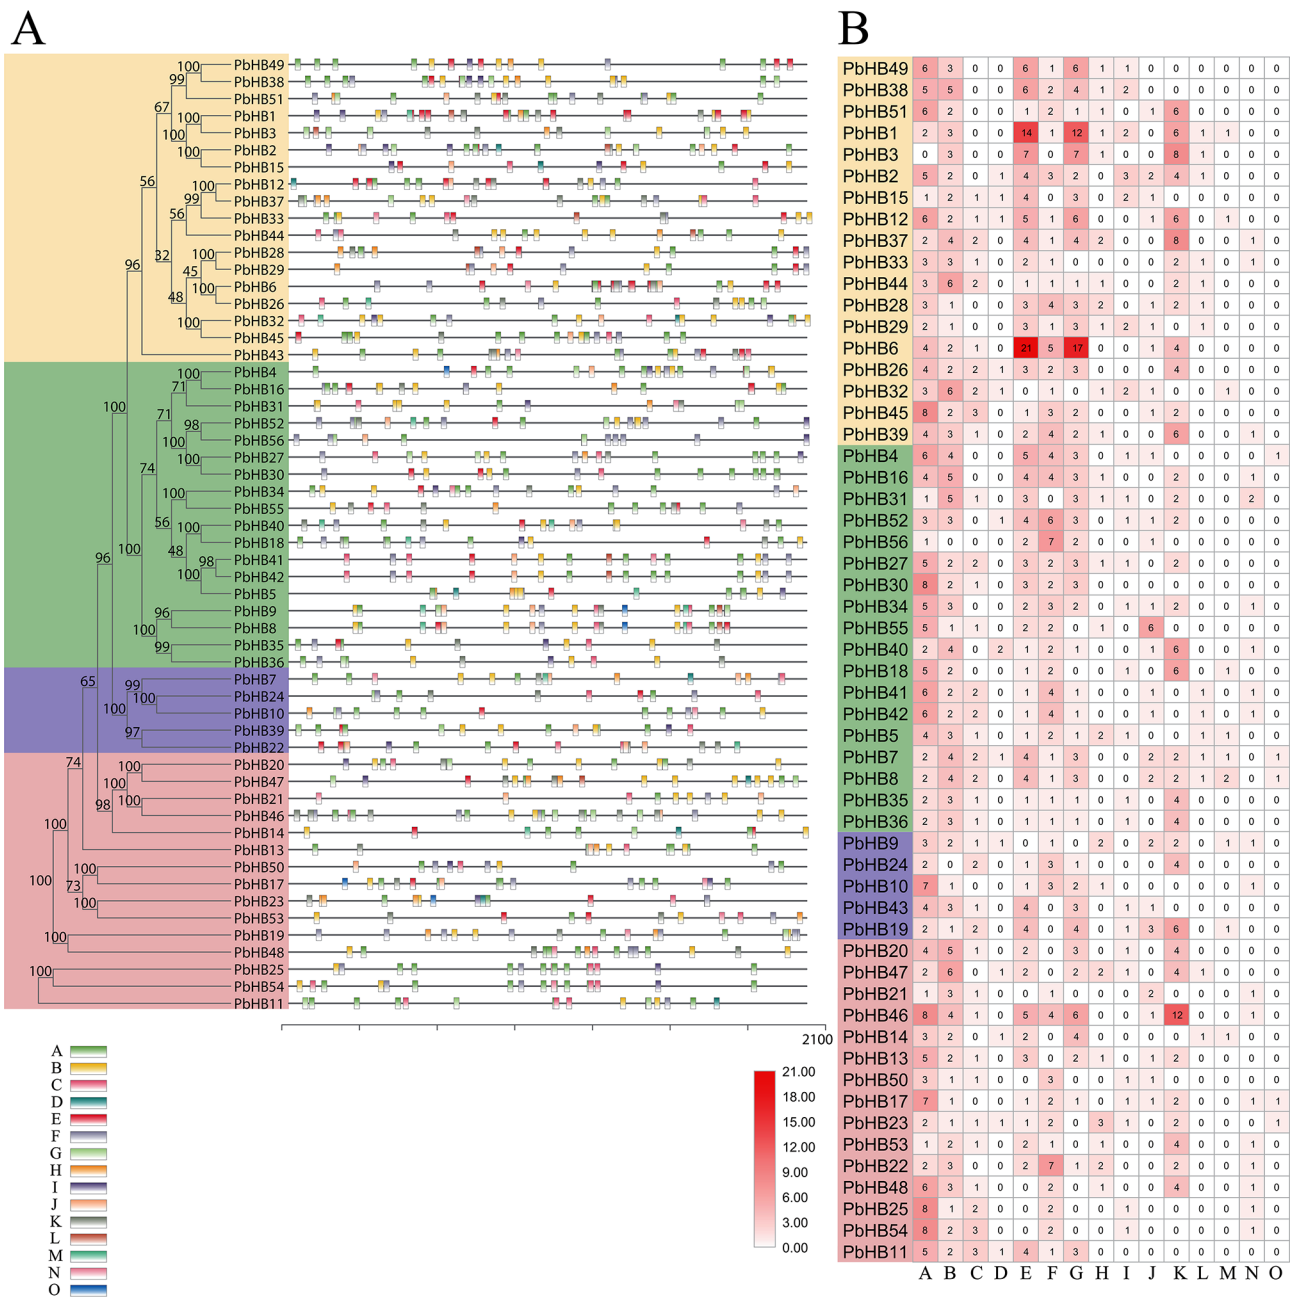 A
PbHB49
PbHB38
PbHB51
PbHB1
PbHB3
PbHB2
PbHB15
PbHB12
PbHB37
PbHB33
PbHB44
PbHB28
PbHB29
PbHB6
PbHB26
PbHB32
PbHB45
PbHB43
PbHB4
PbHB16
PbHB31
PbHB52
PbHB56
PbHB27
PbHB30
PbHB34
PbHB55
PbHB40
PbHB18
PbHB41
PbHB42
PbHB5
PbHB9
PbHB8
PbHB35
PbHB36
PbHB7
PbHB24
PbHB10
PbHB39
PbHB22
PbHB20
PbHB47
PbHB21
PbHB46
PbHB14
PbHB13
PbHB50
PbHB17
PbHB23
PbHB53
PbHB19
PbHB48
PbHB25
PbHB54
PbHB11
100
99
67
100
100
100
56
100
99
56
32
100
45
100
48
100
96
100
71
71
98
100
100
74
100
56
100
48
98
100
100
96
100
99
100
96
99
100
100
97
65
100
100
100
98
74
100
100
73
100
100
100
100
2100
A
B
C
D
E
F
G
H
I
J
K
L
M
N
O
21.00
18.00
15.00
12.00
9.00
6.00
3.00
0.00
B
PbHB49 6 3 0 0 6 1 6 1 1 0 0 0 0 0 0
PbHB38 5 5 0 0 6 2 4 1 2 0 0 0 0 0 0
PbHB51 6 2 0 0 1 2 1 1 0 1 6 0 0 0 0
PbHB1 2 3 0 0 14 1 12 1 2 0 6 1 1 0 0
PbHB3 0 3 0 0 7 0 7 1 0 0 8 1 0 0 0
PbHB2 5 2 0 1 4 3 2 0 3 2 4 1 0 0 0
PbHB15 1 2 1 1 4 0 3 0 2 1 0 0 0 0 0
PbHB12 6 2 1 1 5 1 6 0 0 1 6 0 1 0 0
PbHB37 2 4 2 0 4 1 4 2 0 0 8 0 0 1 0
PbHB33 3 3 1 0 2 1 0 0 0 0 2 1 0 1 0
PbHB44 3 6 2 0 1 1 1 1 0 0 2 1 0 0 0
PbHB28 3 1 0 0 3 4 3 2 0 1 2 1 0 0 0
PbHB29 2 1 0 0 3 1 3 1 2 1 0 1 0 0 0
PbHB6 4 2 1 0 21 5 17 0 0 1 4 0 0 0 0
PbHB26 4 2 2 1 3 2 3 0 0 0 4 0 0 0 0
PbHB32 3 6 2 1 0 1 0 1 2 1 1 0 1 0 0
PbHB45 8 2 3 0 1 3 2 0 0 1 2 0 0 0 0
PbHB39 4 3 1 0 2 4 2 1 0 0 6 0 0 1 0
PbHB4 6 4 0 0 5 4 3 0 1 1 0 0 0 0 1
PbHB16 4 5 0 0 4 4 3 1 0 0 2 0 0 1 0
PbHB31 1 5 1 0 3 0 3 1 1 0 2 0 0 2 0
PbHB52 3 3 0 1 4 6 3 0 1 1 2 0 0 0 0
PbHB56 1 0 0 0 2 7 2 0 0 1 0 0 0 0 0
PbHB27 5 2 2 0 3 2 3 1 1 0 2 0 0 0 0
PbHB30 8 2 1 0 3 2 3 0 0 0 0 0 0 0 0
PbHB34 5 3 0 0 2 3 2 0 1 1 2 0 0 1 0
PbHB55 5 1 1 0 2 2 0 1 0 6 0 0 0 0 0
PbHB40 2 4 0 2 1 2 2 0 0 1 6 0 0 1 0
PbHB18 5 2 0 0 1 2 0 0 1 0 6 0 1 0 0
PbHB41 6 2 2 0 1 4 1 0 0 1 0 1 0 1 0
PbHB42 6 2 2 0 1 4 1 0 0 1 0 1 0 1 0
PbHB5 4 3 1 0 1 2 1 2 1 0 0 1 1 0 0
PbHB7 2 4 2 1 4 1 3 0 0 2 2 1 1 0 1
PbHB8 2 4 2 0 4 1 3 0 0 2 2 1 2 0 1
PbHB35 2 3 1 0 1 1 1 0 1 0 4 0 0 0 0
PbHB36 2 3 1 0 1 1 1 0 1 0 4 0 0 0 0
PbHB9 3 2 1 1 0 1 0 2 0 2 2 0 1 1 0
PbHB24 2 0 2 0 1 3 1 0 0 0 4 0 0 0 0
PbHB10 7 1 0 0 1 3 2 1 0 0 0 0 0 1 0
PbHB43 4 3 1 0 4 0 3 0 1 1 0 0 0 0 0
PbHB19 2 1 2 0 4 0 4 0 1 3 6 0 1 0 0
PbHB20 4 5 1 0 2 0 3 0 1 0 4 0 0 0 0
PbHB47 2 6 0 1 2 0 2 2 1 0 4 1 0 0 0
PbHB21 1 3 1 0 0 1 0 0 0 2 0 0 0 1 0
PbHB46 8 4 1 0 5 4 6 0 0 1 12 0 0 1 0
PbHB14 3 2 0 1 2 0 4 0 0 0 0 1 1 0 0
PbHB13 5 2 1 0 3 0 2 1 0 1 2 0 0 0 0
PbHB50 3 1 1 0 0 3 0 0 1 1 0 0 0 0 0
PbHB17 7 1 0 0 1 2 1 0 1 1 2 0 0 1 1
PbHB23 2 1 1 1 1 2 0 3 1 0 2 0 0 0 1
PbHB53 1 2 1 0 2 1 0 1 0 0 4 0 0 1 0
PbHB22 2 3 0 0 2 7 1 2 0 0 2 0 0 1 0
PbHB48 6 3 1 0 0 2 0 1 0 0 4 0 0 1 0
PbHB25 8 1 2 0 0 2 0 0 1 0 0 0 0 1 0
PbHB54 8 2 3 0 0 2 0 0 1 0 0 0 0 1 0
PbHB11 5 2 3 1 4 1 3 0 0 0 0 0 0 0 0
A B C D E F G H I J K L M N O